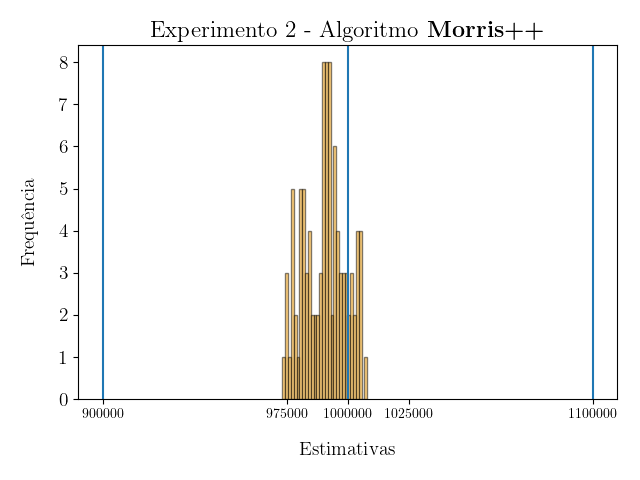 Experimento 2 - Algoritmo Morris++
8
7
6
5
4
3
2
1
0
Frequência
900000 975000 1000000 1025000 1100000
Estimativas